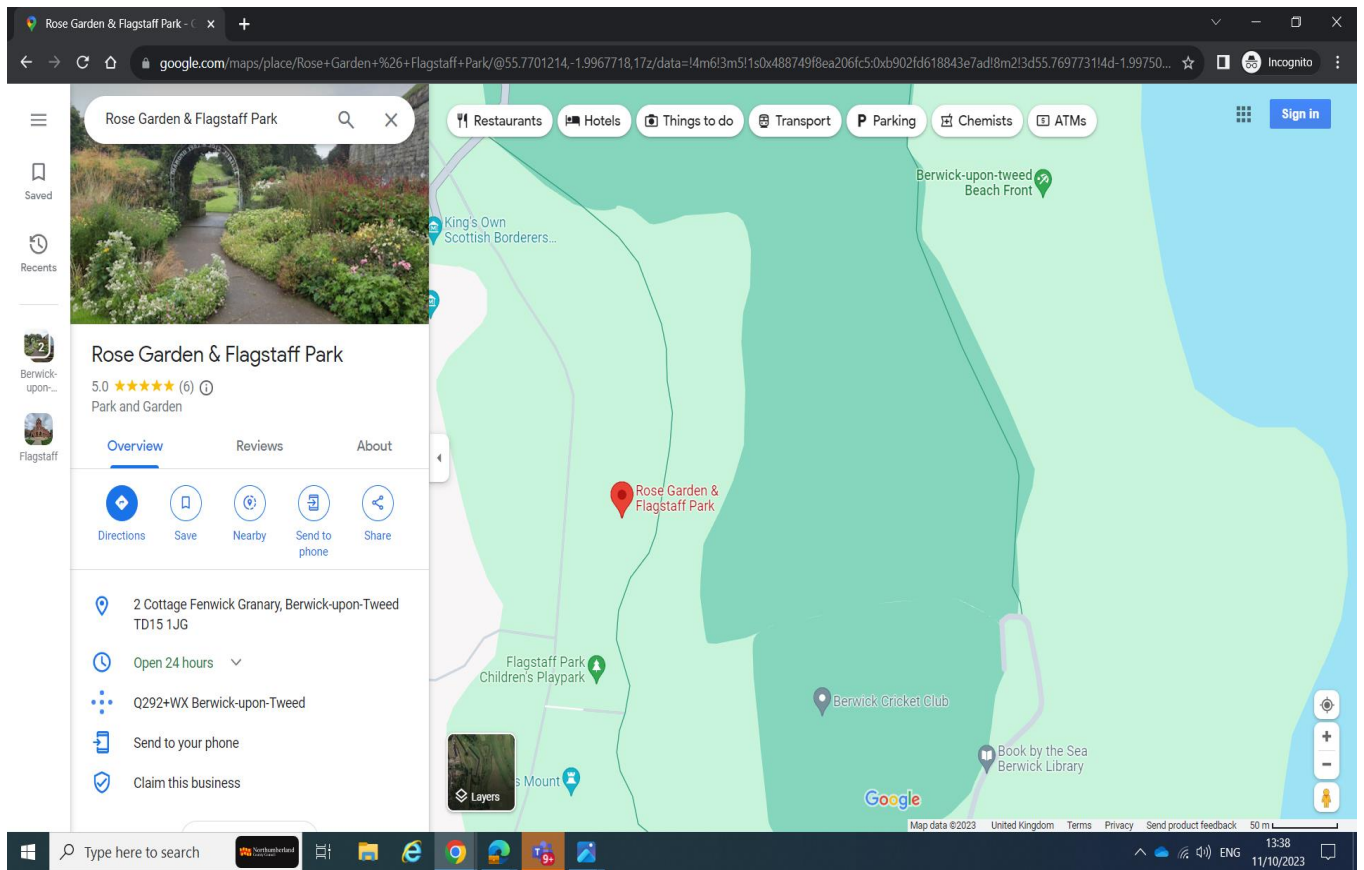 Rose Garden & Flagstaff Park - G
google.com/maps/place/Rose+Garden+%26+Flagstaff+Park/@55.7701214,-1.9967718,17z/data=!4m6!3m5!1s0x488749f8ea206fc5:0xb902fd618843e7ad!8m2!3d55.7697731!4d-1.99750...
Incognito
Rose Garden & Flagstaff Park
Restaurants
Hotels
Things to do
Transport
P Parking
Chemists
ATMs
Sign in
Saved
Recents
2
Berwick-
upon-...
Flagstaff
Rose Garden & Flagstaff Park
5.0 ★★★★★ (6)
Park and Garden
Overview
Reviews
About
Directions
Save
Nearby
Send to
phone
Share
2 Cottage Fenwick Granary, Berwick-upon-Tweed
TD15 1JG
Open 24 hours
Q292+WX Berwick-upon-Tweed
Send to your phone
Claim this business
Berwick-upon-tweed
Beach Front
King's Own
Scottish Borderers...
Rose Garden &
Flagstaff Park
Flagstaff Park
Children's Playpark
Berwick Cricket Club
Book by the Sea
Berwick Library
s Mount
Layers
Google
Map data ©2023 United Kingdom Terms Privacy Send product feedback 50 m
Type here to search
Northumberland
County Council
9+
ENG
13:38
11/10/2023